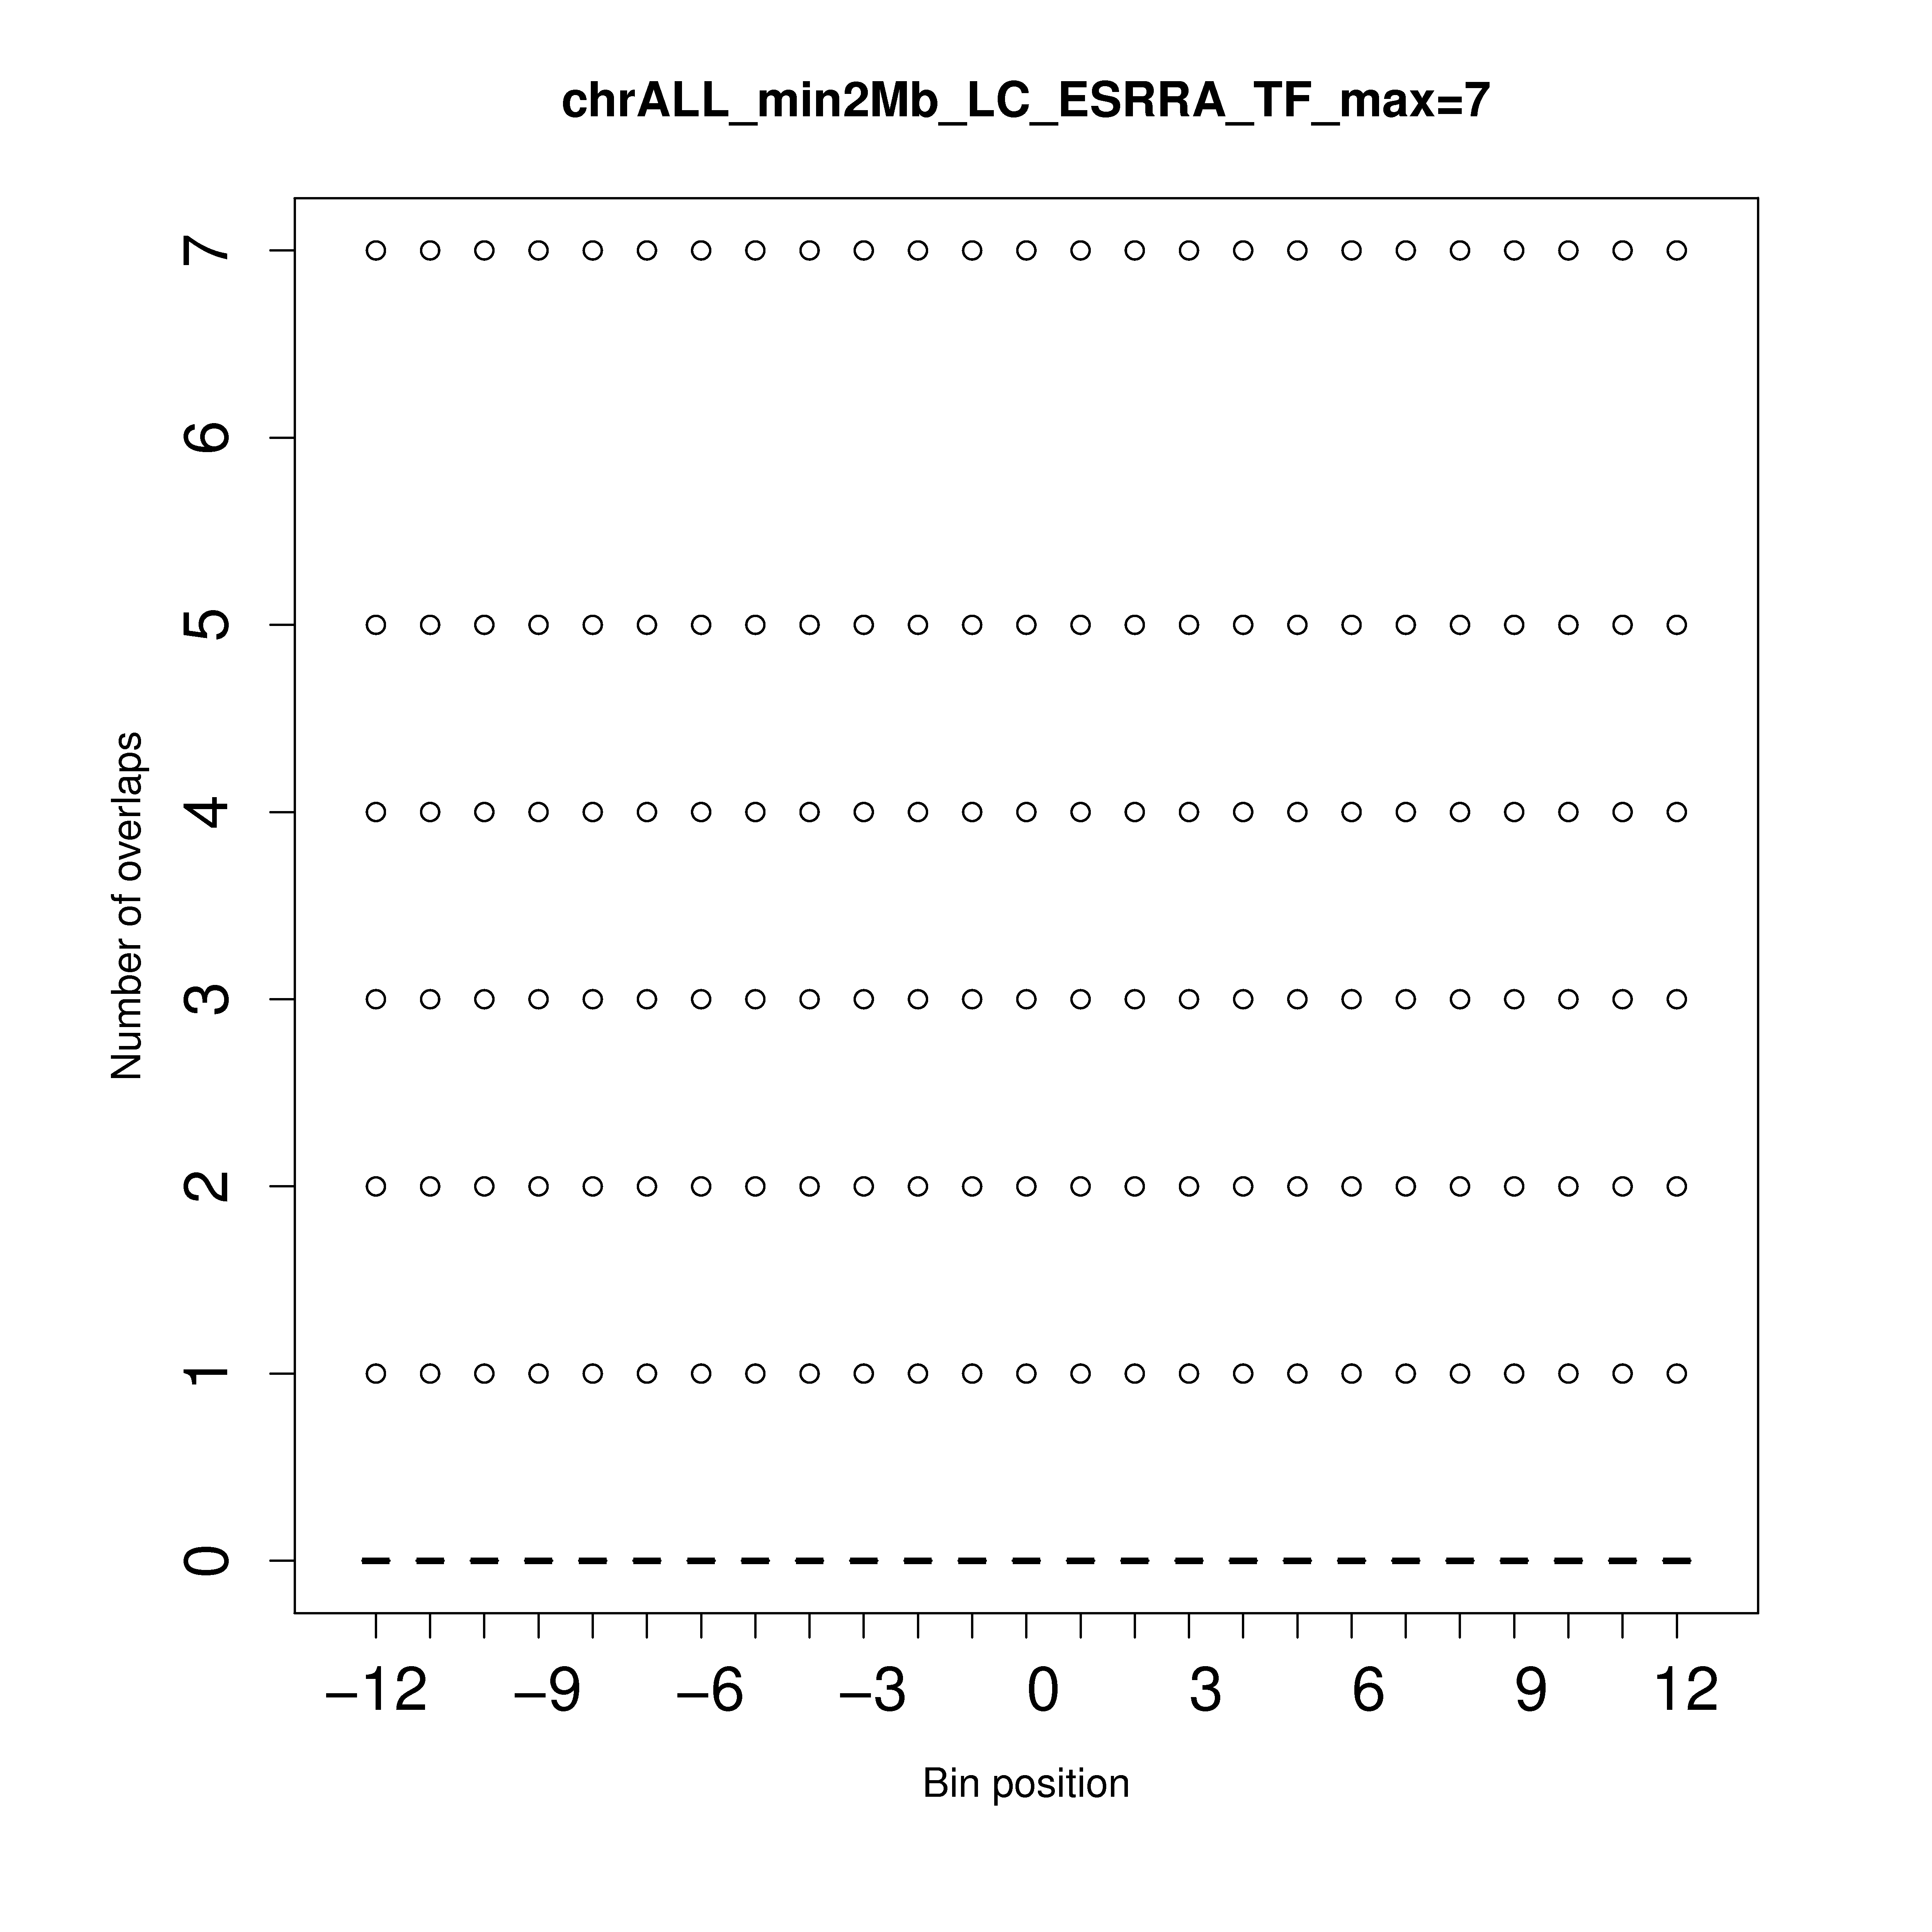 chrALL_min2Mb_LC_ESRRA_TF_max=7
7
6
5
4
3
2
1
0
Number of overlaps
−12 −9 −6 −3 0 3 6 9 12
Bin position